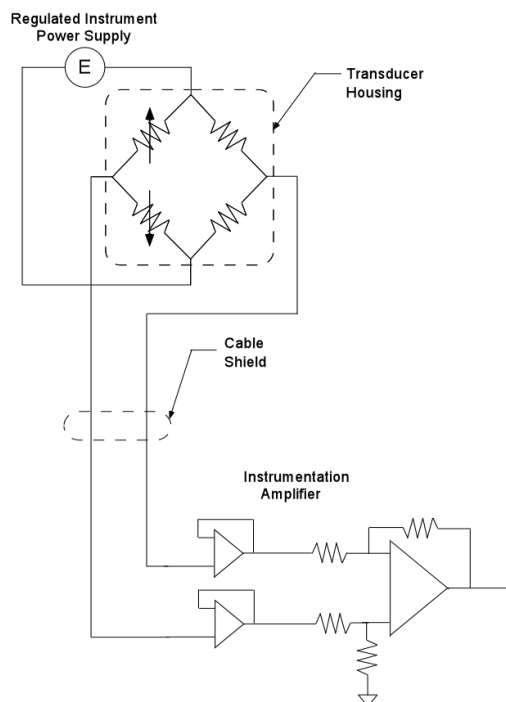 Regulated Instrument
Power Supply
E
Transducer
Housing
Cable
Shield
Instrumentation
Amplifier